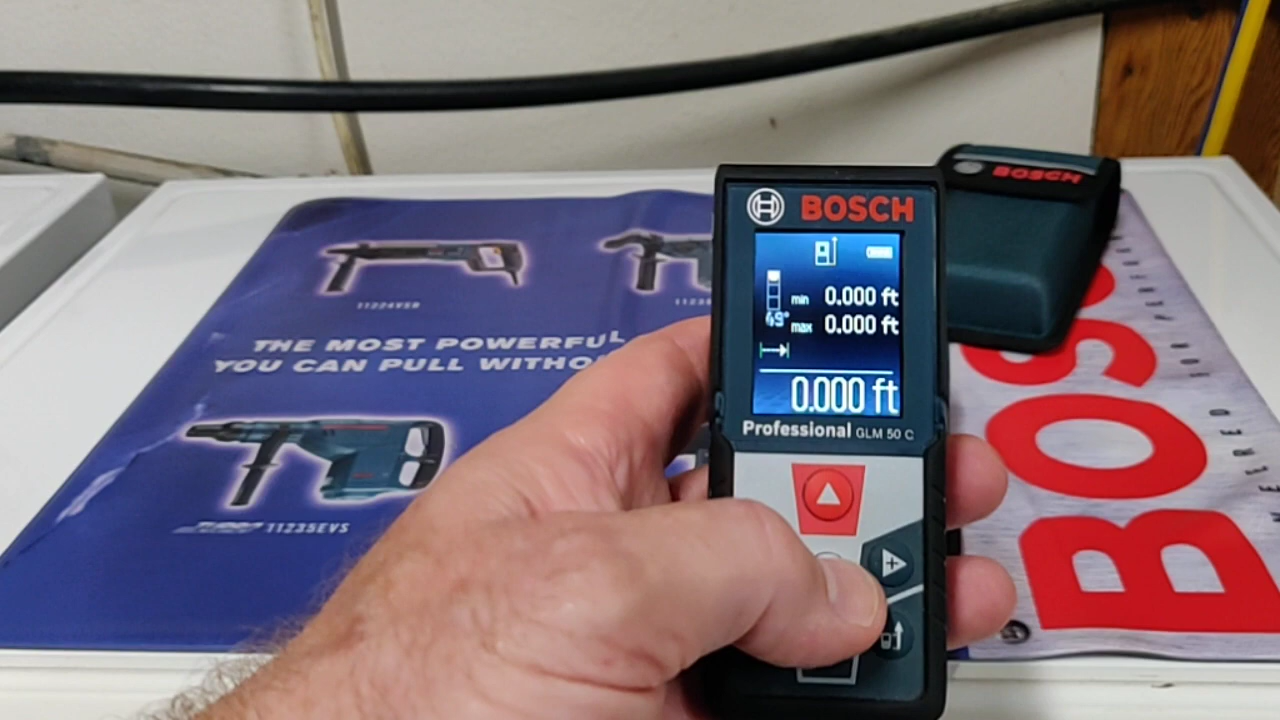 BOSCH
BOSCH
min 0.000 ft
49°
max 0.000 ft
0.000 ft
Professional GLM 50 C
11224VSR
THE MOST POWERFUL
YOU CAN PULL WITHO
11235EVS
BOS